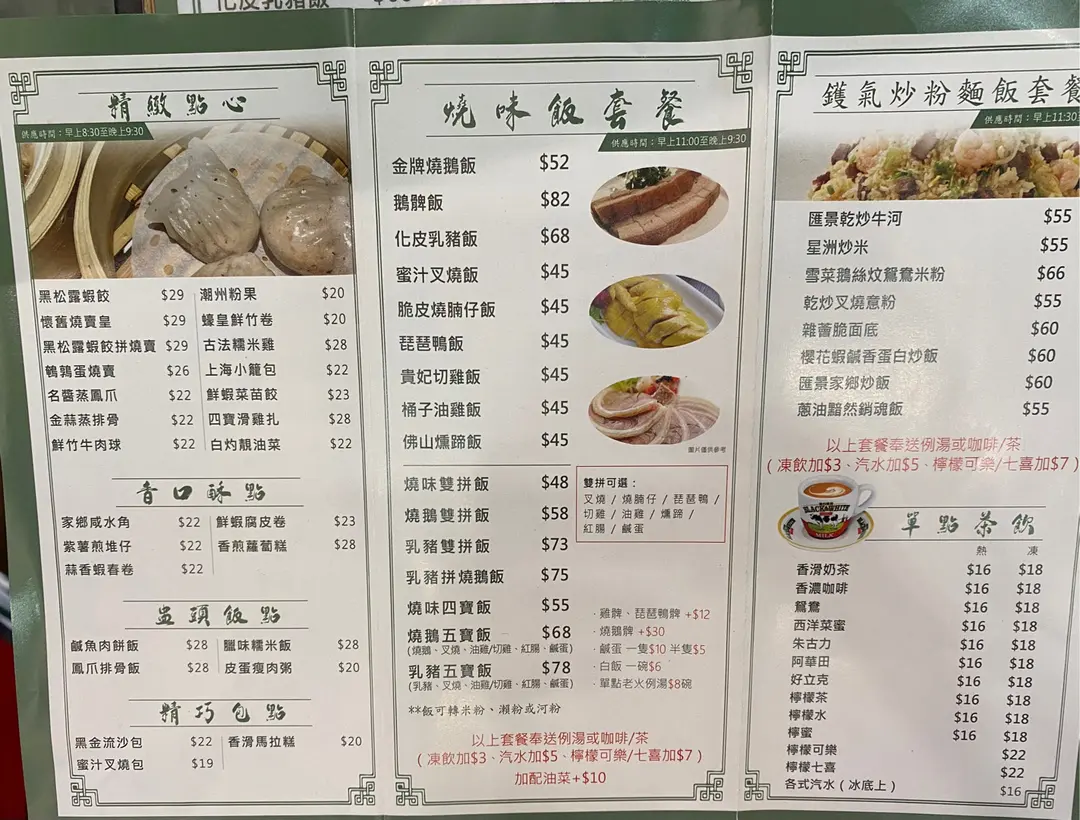 化皮乳豬飯
精緻點心
供應時間：早上8:30至晚上9:30
黑松露蝦餃 $29
懷舊燒賣皇 $29
黑松露蝦餃拼燒賣 $29
鵪鶉蛋燒賣 $26
名醬蒸鳳爪 $22
金蒜蒸排骨 $22
鮮竹牛肉球 $22
潮州粉果 $20
蠔皇鮮竹卷 $20
古法糯米雞 $28
上海小籠包 $22
鮮蝦菜苗餃 $23
四寶滑雞扎 $28
白灼靚油菜 $22
香口酥點
家鄉咸水角 $22
紫薯煎堆仔 $22
蒜香蝦春卷 $22
鮮蝦腐皮卷 $23
香煎蘿蔔糕 $28
盅頭飯點
鹹魚肉餅飯 $28
鳳爪排骨飯 $28
臘味糯米飯 $28
皮蛋瘦肉粥 $20
精巧包點
黑金流沙包 $22
蜜汁叉燒包 $19
香滑馬拉糕 $20
燒味飯套餐
供應時間：早上11:00至晚上9:30
金牌燒鵝飯 $52
鵝髀飯 $82
化皮乳豬飯 $68
蜜汁叉燒飯 $45
脆皮燒腩仔飯 $45
琵琶鴨飯 $45
貴妃切雞飯 $45
桶子油雞飯 $45
佛山燻蹄飯 $45
圖片僅供參考
燒味雙拼飯 $48
燒鵝雙拼飯 $58
乳豬雙拼飯 $73
乳豬拼燒鵝飯 $75
燒味四寶飯 $55
燒鵝五寶飯 $68
(燒鵝、叉燒、油雞/切雞、紅腸、鹹蛋)
乳豬五寶飯 $78
(乳豬、叉燒、油雞/切雞、紅腸、鹹蛋)
**飯可轉米粉、瀨粉或河粉
雙拼可選：
叉燒 / 燒腩仔 / 琵琶鴨 /
切雞 / 油雞 / 燻蹄 /
紅腸 / 鹹蛋
· 雞髀、琵琶鴨髀 +$12
· 燒鵝髀 +$30
· 鹹蛋 一隻$10 半隻$5
· 白飯 一碗$6
· 單點老火例湯$8碗
以上套餐奉送例湯或咖啡/茶
( 凍飲加$3、汽水加$5、檸檬可樂/七喜加$7 )
加配油菜+$10
鑊氣炒粉麵飯套餐
供應時間：早上11:30
匯景乾炒牛河 $55
星洲炒米 $55
雪菜鵝絲炆鴛鴦米粉 $66
乾炒叉燒意粉 $55
雜薈脆面底 $60
櫻花蝦鹹香蛋白炒飯 $60
匯景家鄉炒飯 $60
蔥油黯然銷魂飯 $55
以上套餐奉送例湯或咖啡/茶
( 凍飲加$3、汽水加$5、檸檬可樂/七喜加$7 )
BLACK&WHITE
MILK
單點茶飲
熱 凍
香滑奶茶 $16 $18
香濃咖啡 $16 $18
鴛鴦 $16 $18
西洋菜蜜 $16 $18
朱古力 $16 $18
阿華田 $16 $18
好立克 $16 $18
檸檬茶 $16 $18
檸檬水 $16 $18
檸蜜 $16 $18
檸檬可樂 $22
檸檬七喜 $22
各式汽水（冰底上） $16